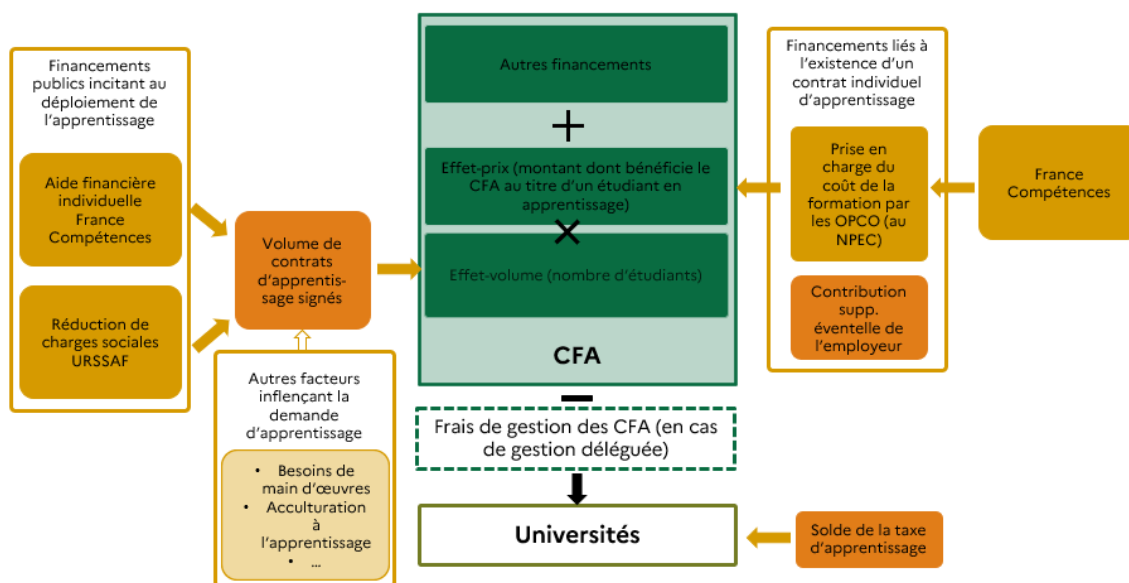 Financements
publics incitant au
déploiement de
l'apprentissage
Aide financière
individuelle
France
Compétences
Réduction de
charges sociales
URSSAF
Volume de
contrats
d'apprentis-
sage signés
Autres facteurs
inflençant la
demande
d'apprentissage
• Besoins de
main d'œuvres
• Acculturation
à
l'apprentissage
• ...
Autres financements
+
Effet-prix (montant dont bénéficie le
CFA au titre d'un étudiant en
apprentissage)
×
Effet-volume (nombre d'étudiants)
CFA
–
Frais de gestion des CFA (en cas
de gestion déléguée)
Universités
Financements liés à
l'existence d'un
contrat individuel
d'apprentissage
Prise en
charge du
coût de la
formation par
les OPCO (au
NPEC)
Contribution
supp.
éventelle de
l'employeur
France
Compétences
Solde de la taxe
d'apprentissage